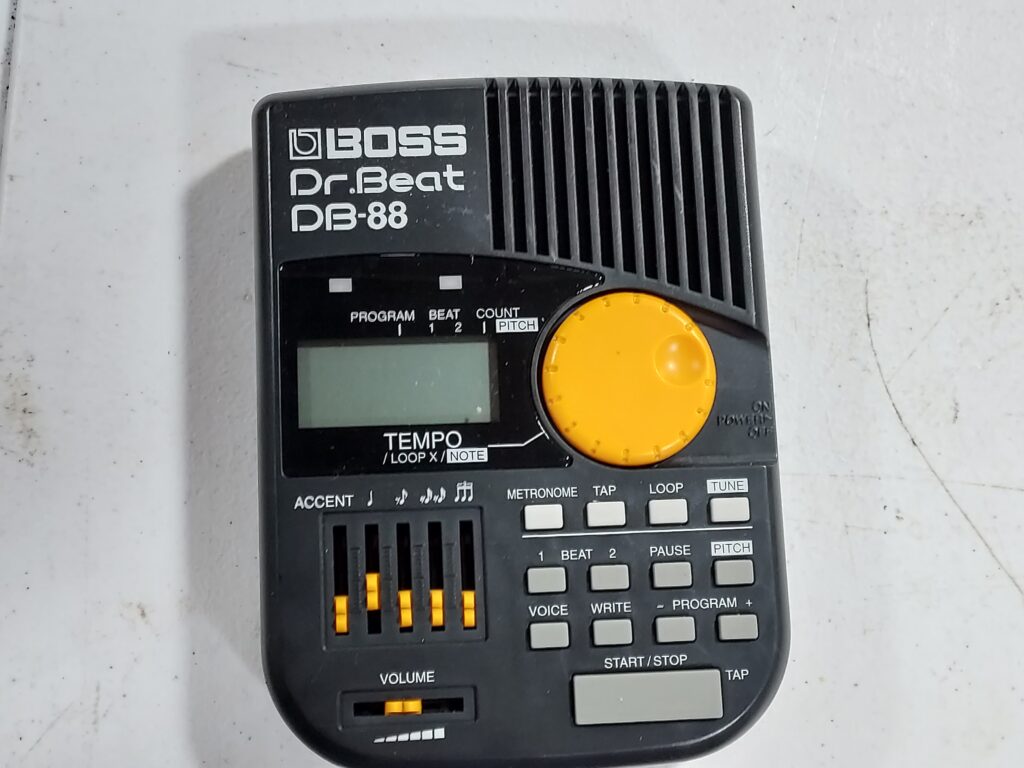 BOSS
Dr.Beat
DB-88
PROGRAM BEAT COUNT
1 2 PITCH
TEMPO
/ LOOP X / NOTE
ON
POWER
OFF
ACCENT
METRONOME TAP LOOP TUNE
1 BEAT 2 PAUSE PITCH
VOICE WRITE - PROGRAM +
START / STOP
TAP
VOLUME